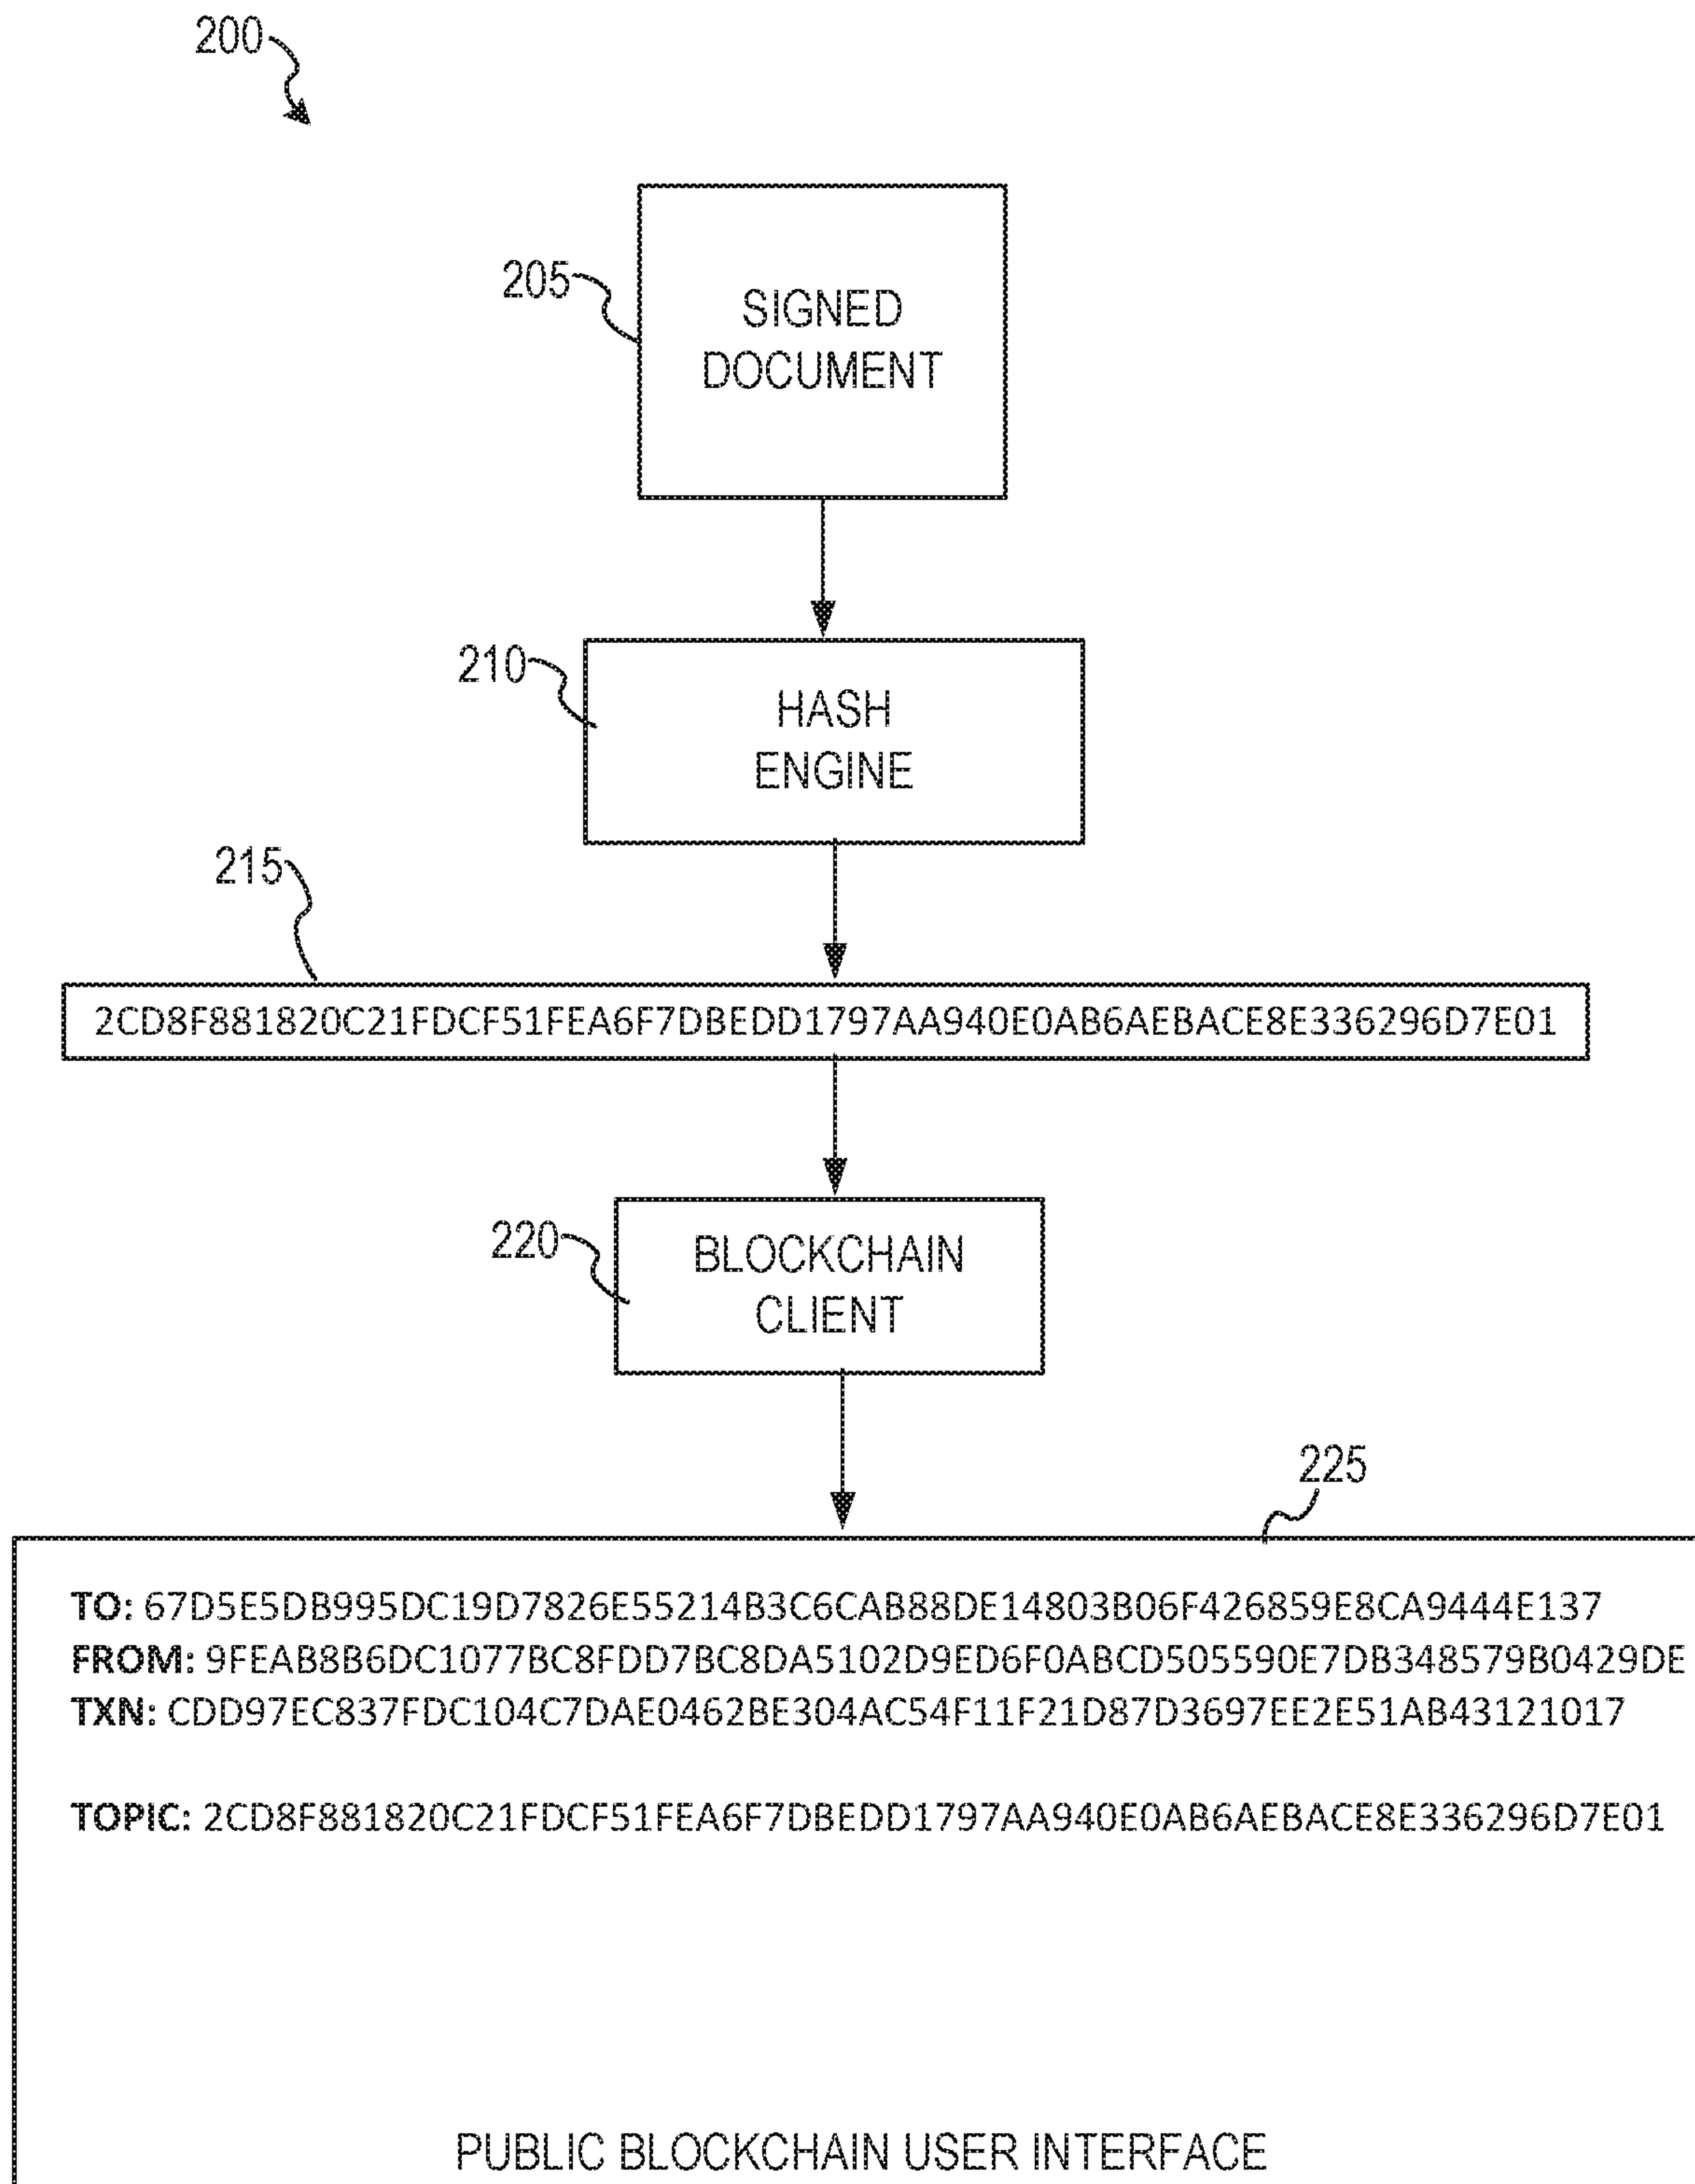 200
205
SIGNED
DOCUMENT
210
HASH
ENGINE
215
2CD8F881820C21FDCF51FEA6F7DBEDD1797AA940E0AB6AEBACE8E336296D7E01
220
BLOCKCHAIN
CLIENT
225
TO: 67D5E5DB995DC19D7826E55214B3C6CAB88DE14803B06F426859E8CA9444E137
FROM: 9FEAB8B6DC1077BC8FDD7BC8DA5102D9ED6F0ABCD505590E7DB348579B0429DE
TXN: CDD97EC837FDC104C7DAE0462BE304AC54F11F21D87D3697EE2E51AB43121017
TOPIC: 2CD8F881820C21FDCF51FEA6F7DBEDD1797AA940E0AB6AEBACE8E336296D7E01
PUBLIC BLOCKCHAIN USER INTERFACE